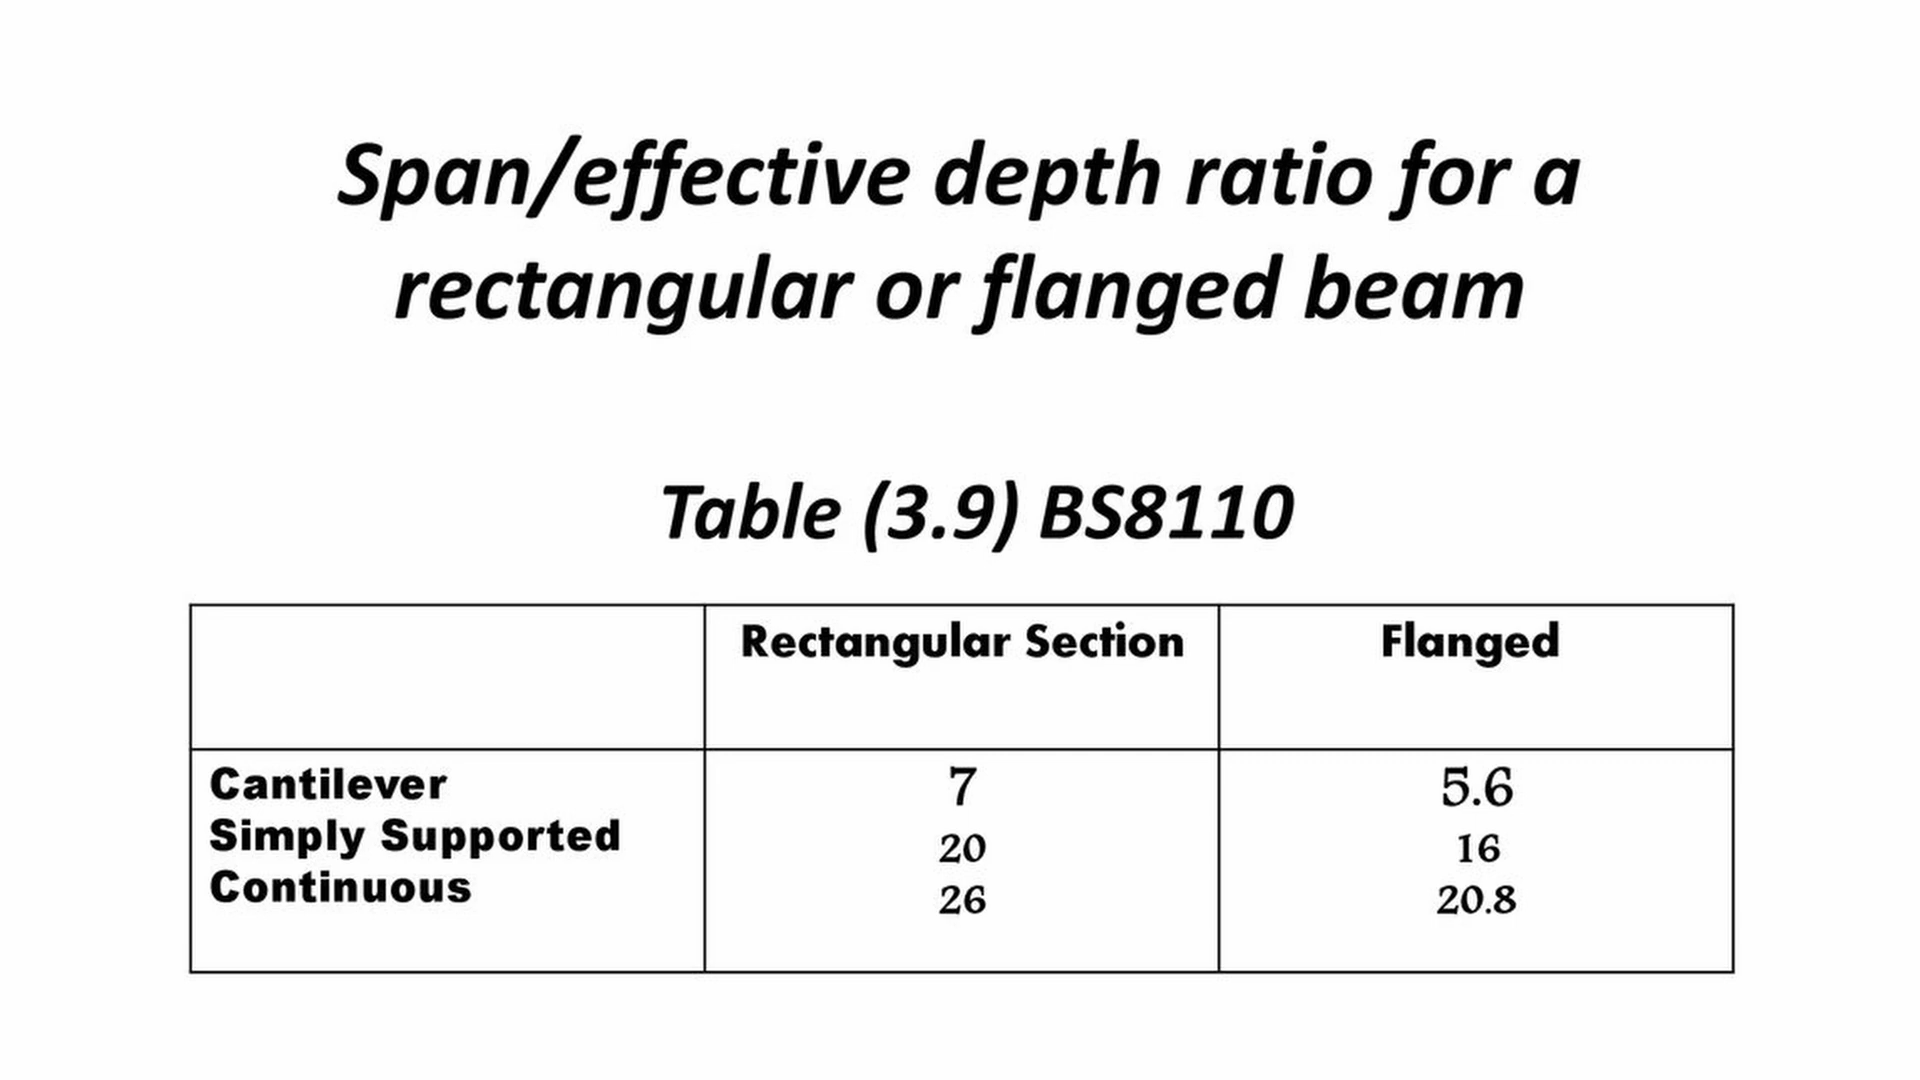 Span/effective depth ratio for a
rectangular or flanged beam
Table (3.9) BS8110
Rectangular Section Flanged
Cantilever 7 5.6
Simply Supported 20 16
Continuous 26 20.8